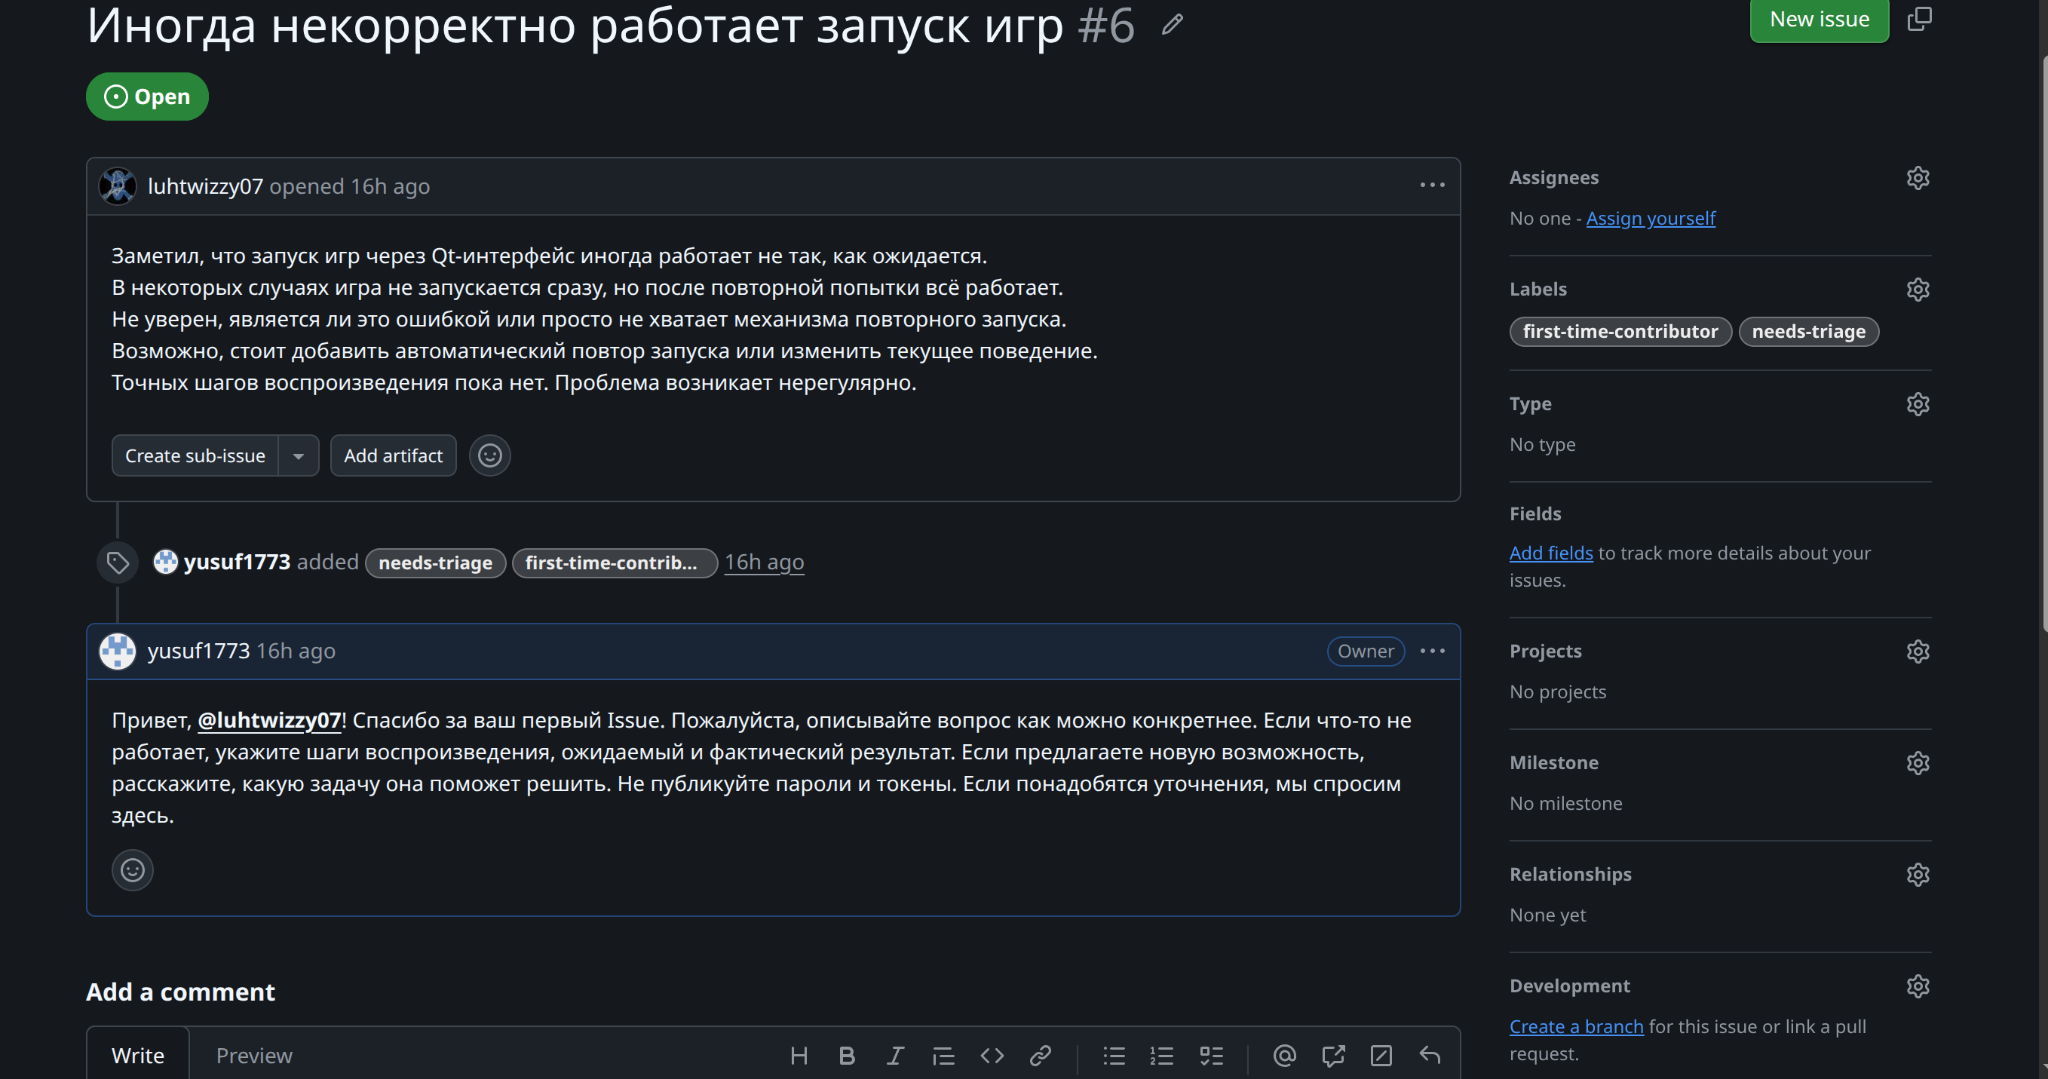 Иногда некорректно работает запуск игр #6
New issue
Open
luhtwizzy07 opened 16h ago
Заметил, что запуск игр через Qt-интерфейс иногда работает не так, как ожидается.
В некоторых случаях игра не запускается сразу, но после повторной попытки всё работает.
Не уверен, является ли это ошибкой или просто не хватает механизма повторного запуска.
Возможно, стоит добавить автоматический повтор запуска или изменить текущее поведение.
Точных шагов воспроизведения пока нет. Проблема возникает нерегулярно.
Create sub-issue
Add artifact
yusuf1773 added needs-triage first-time-contrib... 16h ago
yusuf1773 16h ago
Owner
Привет, @luhtwizzy07! Спасибо за ваш первый Issue. Пожалуйста, описывайте вопрос как можно конкретнее. Если что-то не
работает, укажите шаги воспроизведения, ожидаемый и фактический результат. Если предлагаете новую возможность,
расскажите, какую задачу она поможет решить. Не публикуйте пароли и токены. Если понадобятся уточнения, мы спросим
здесь.
Add a comment
Write
Preview
Assignees
No one - Assign yourself
Labels
first-time-contributor needs-triage
Type
No type
Fields
Add fields to track more details about your
issues.
Projects
No projects
Milestone
No milestone
Relationships
None yet
Development
Create a branch for this issue or link a pull
request.